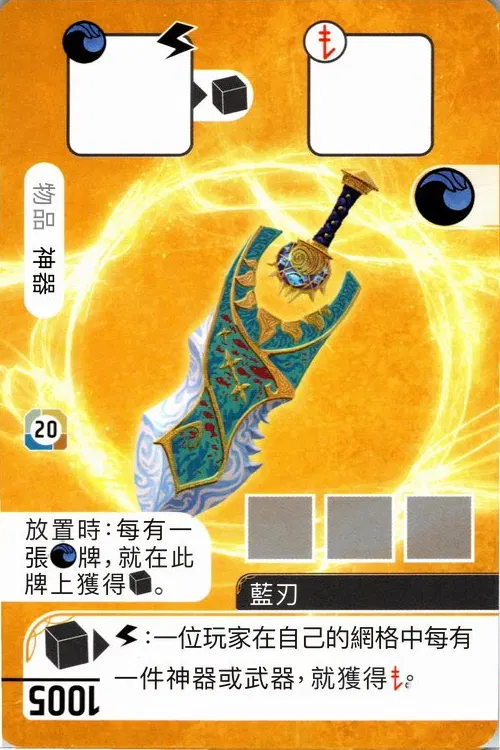 物品 神器
20
放置時：每有一
張牌，就在此
牌上獲得。
藍刃
：一位玩家在自己的網格中每有
一件神器或武器，就獲得。
1005